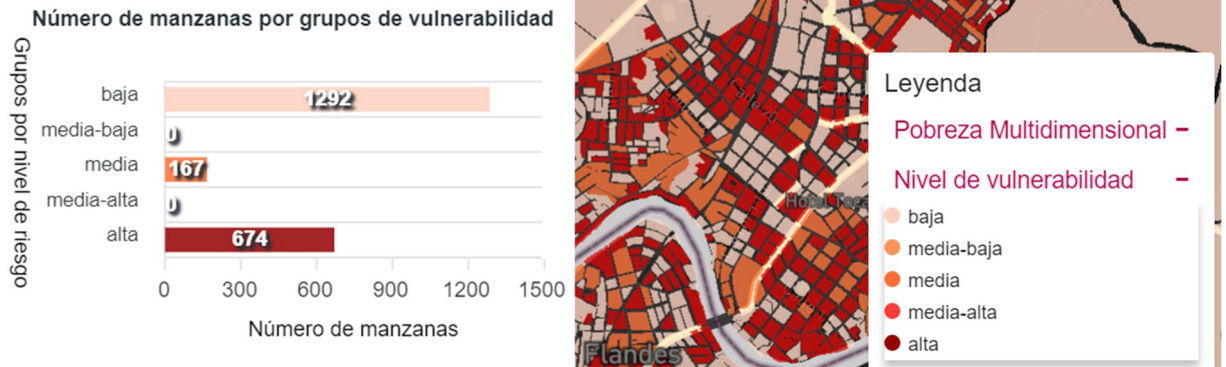 Número de manzanas por grupos de vulnerabilidad
Grupos por nivel de riesgo
baja
1292
media-baja
0
media
167
media-alta
0
alta
674
0 300 600 900 1200 1500
Número de manzanas
Flandes
Leyenda
Pobreza Multidimensional −
Nivel de vulnerabilidad −
baja
media-baja
media
media-alta
alta
Hotel